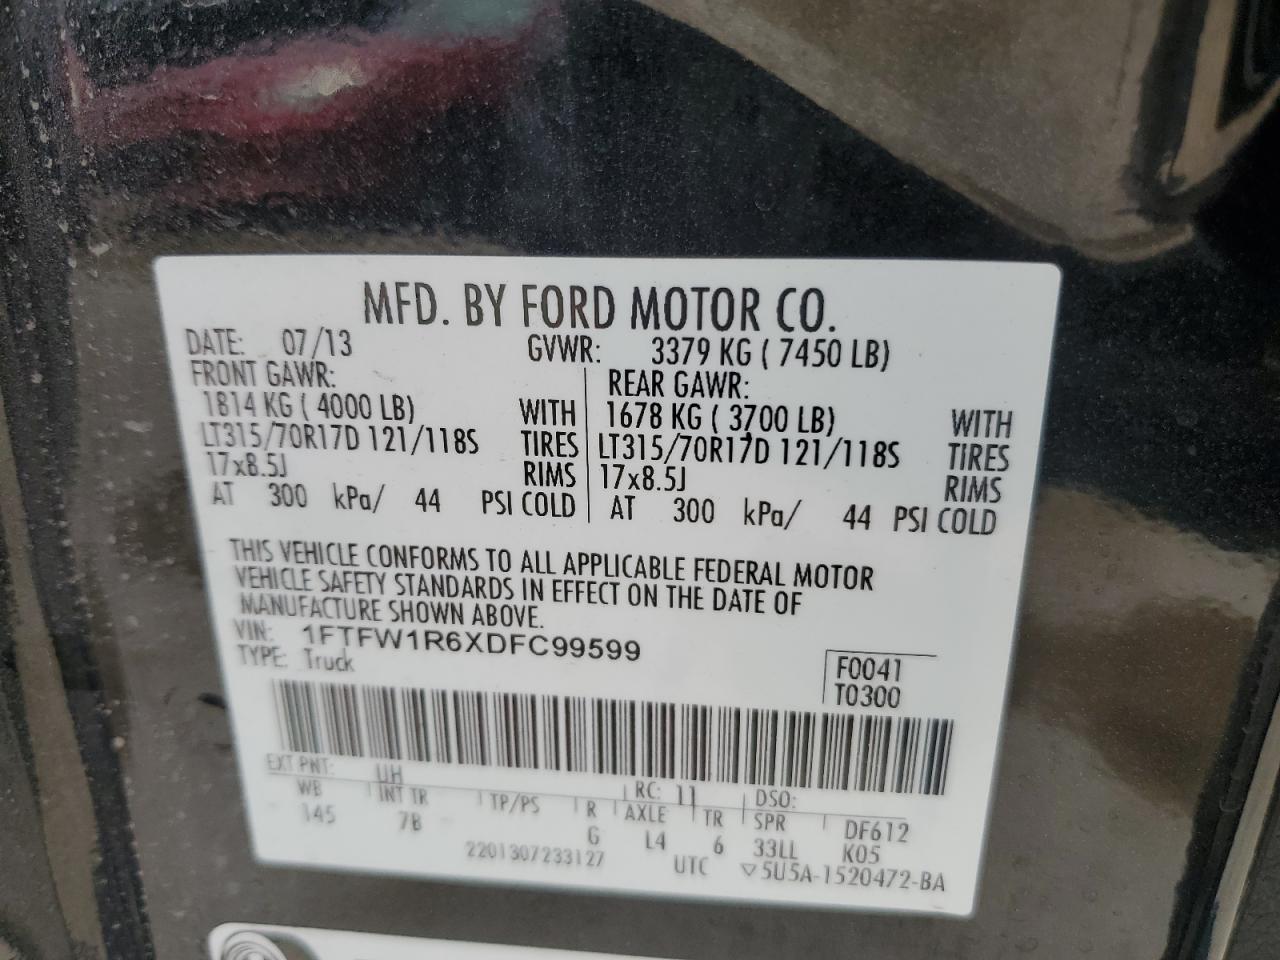 MFD. BY FORD MOTOR CO.
DATE: 07/13 GVWR: 3379 KG ( 7450 LB)
FRONT GAWR: REAR GAWR:
1814 KG ( 4000 LB) WITH 1678 KG ( 3700 LB) WITH
LT315/70R17D 121/118S TIRES LT315/70R17D 121/118S TIRES
17x8.5J RIMS 17x8.5J RIMS
AT 300 kPa/ 44 PSI COLD AT 300 kPa/ 44 PSI COLD
THIS VEHICLE CONFORMS TO ALL APPLICABLE FEDERAL MOTOR
VEHICLE SAFETY STANDARDS IN EFFECT ON THE DATE OF
MANUFACTURE SHOWN ABOVE.
VIN: 1FTFW1R6XDFC99599
TYPE: Truck
F0041
T0300
EXT PNT: UH RC: 11 DSO:
WB INT TR TP/PS R AXLE TR SPR DF612
145 7B G L4 6 33LL K05
2201307233127 UTC ▽5U5A-1520472-BA